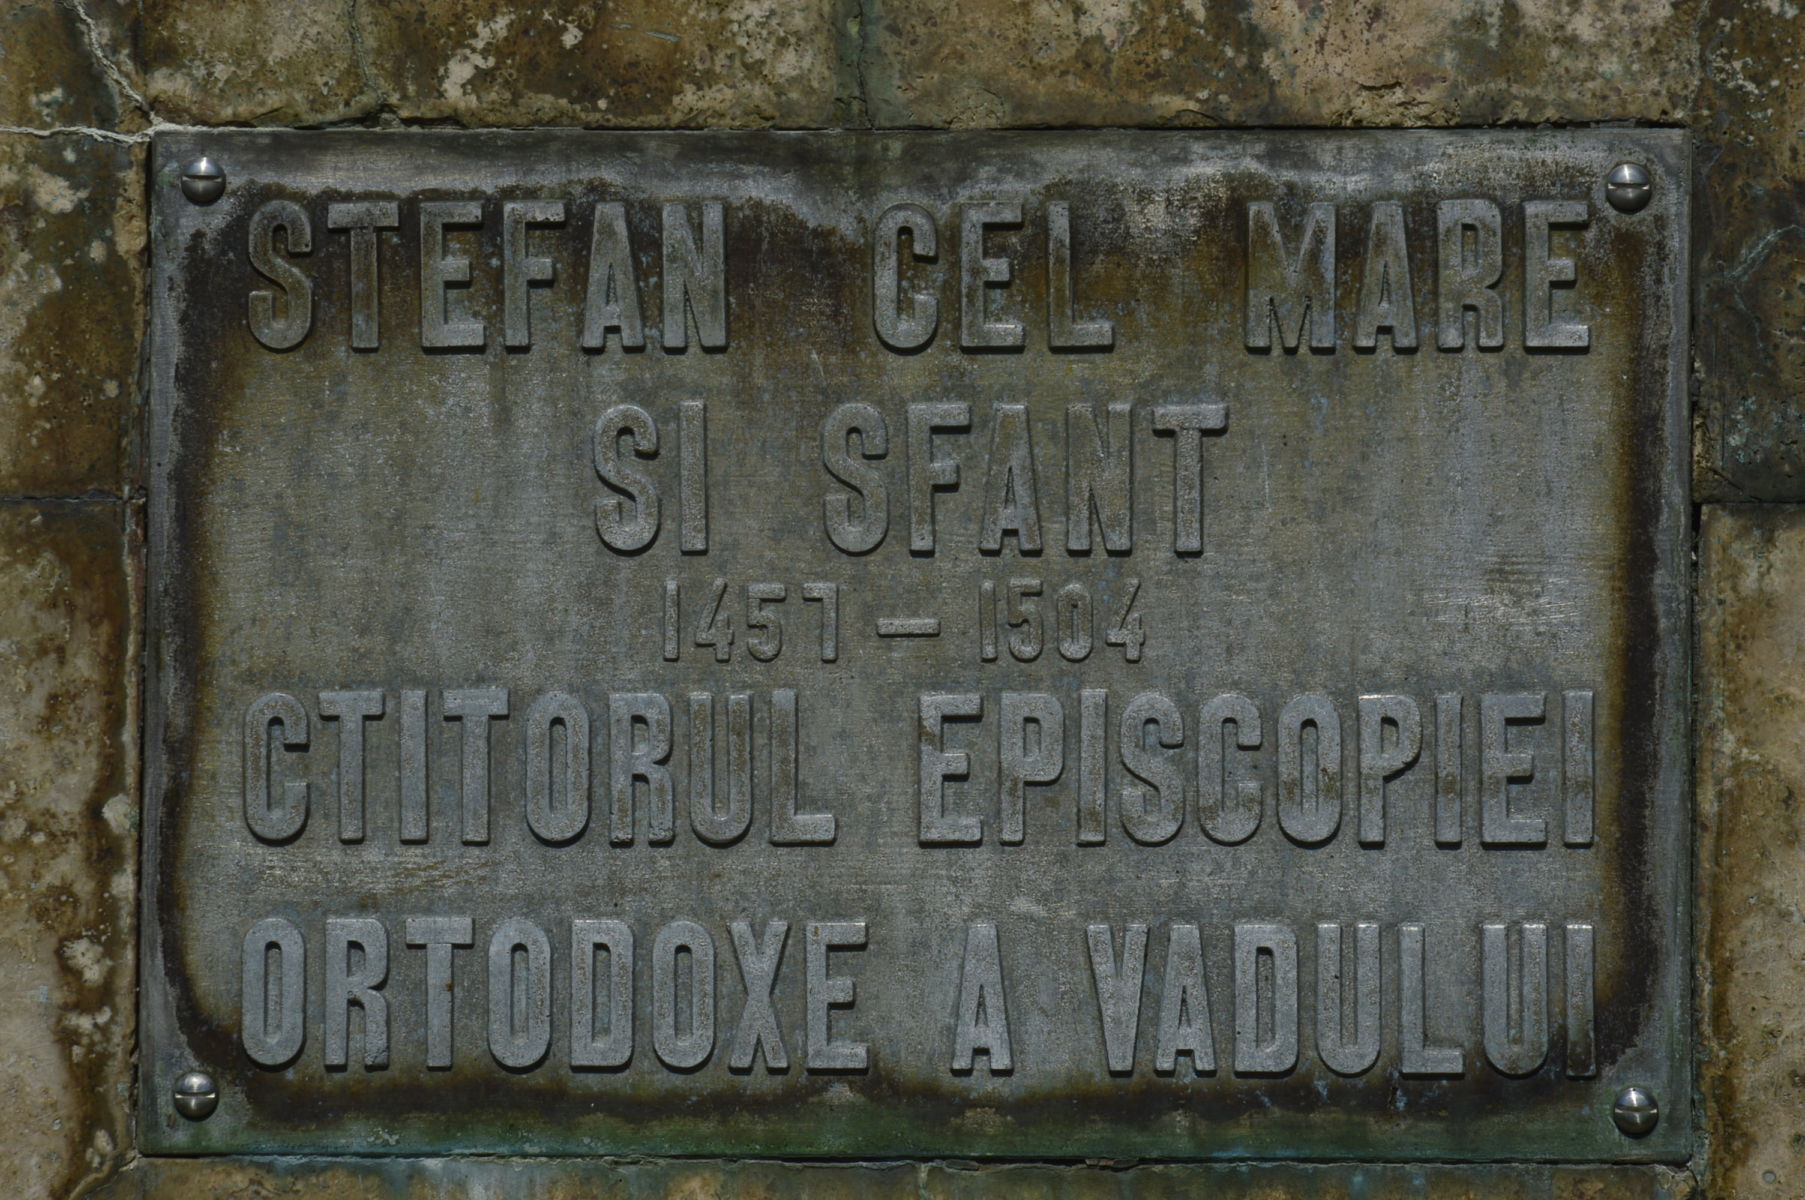 STEFAN CEL MARE
SI SFANT
1457 – 1504
CTITORUL EPISCOPIEI
ORTODOXE A VADULUI